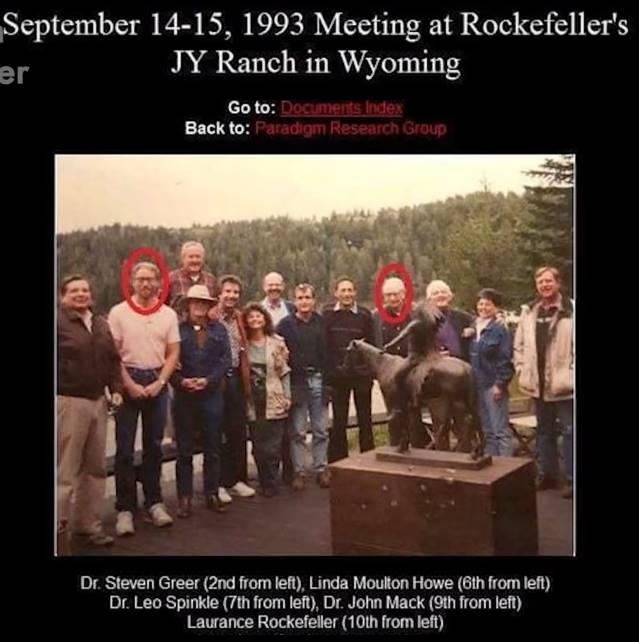 September 14-15, 1993 Meeting at Rockefeller's
JY Ranch in Wyoming
er
Go to: Documents Index
Back to: Paradigm Research Group
Dr. Steven Greer (2nd from left), Linda Moulton Howe (6th from left)
Dr. Leo Spinkle (7th from left), Dr. John Mack (9th from left)
Laurance Rockefeller (10th from left)